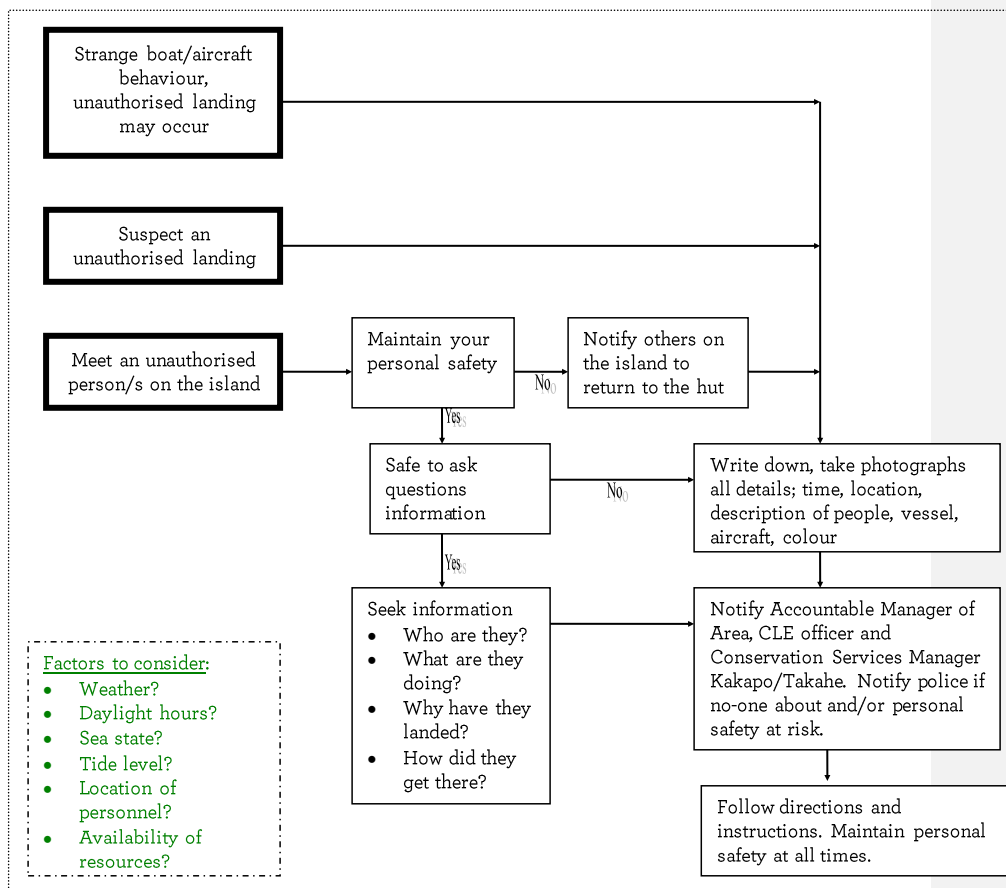 Strange boat/aircraft
behaviour,
unauthorised landing
may occur
Suspect an
unauthorised landing
Meet an unauthorised
person/s on the island
Maintain your
personal safety
No
Notify others on
the island to
return to the hut
Yes
Safe to ask
questions
information
No
Write down, take photographs
all details; time, location,
description of people, vessel,
aircraft, colour
Yes
Seek information
• Who are they?
• What are they
doing?
• Why have they
landed?
• How did they
get there?
Notify Accountable Manager of
Area, CLE officer and
Conservation Services Manager
Kakapo/Takahe. Notify police if
no-one about and/or personal
safety at risk.
Factors to consider:
• Weather?
• Daylight hours?
• Sea state?
• Tide level?
• Location of
personnel?
• Availability of
resources?
Follow directions and
instructions. Maintain personal
safety at all times.